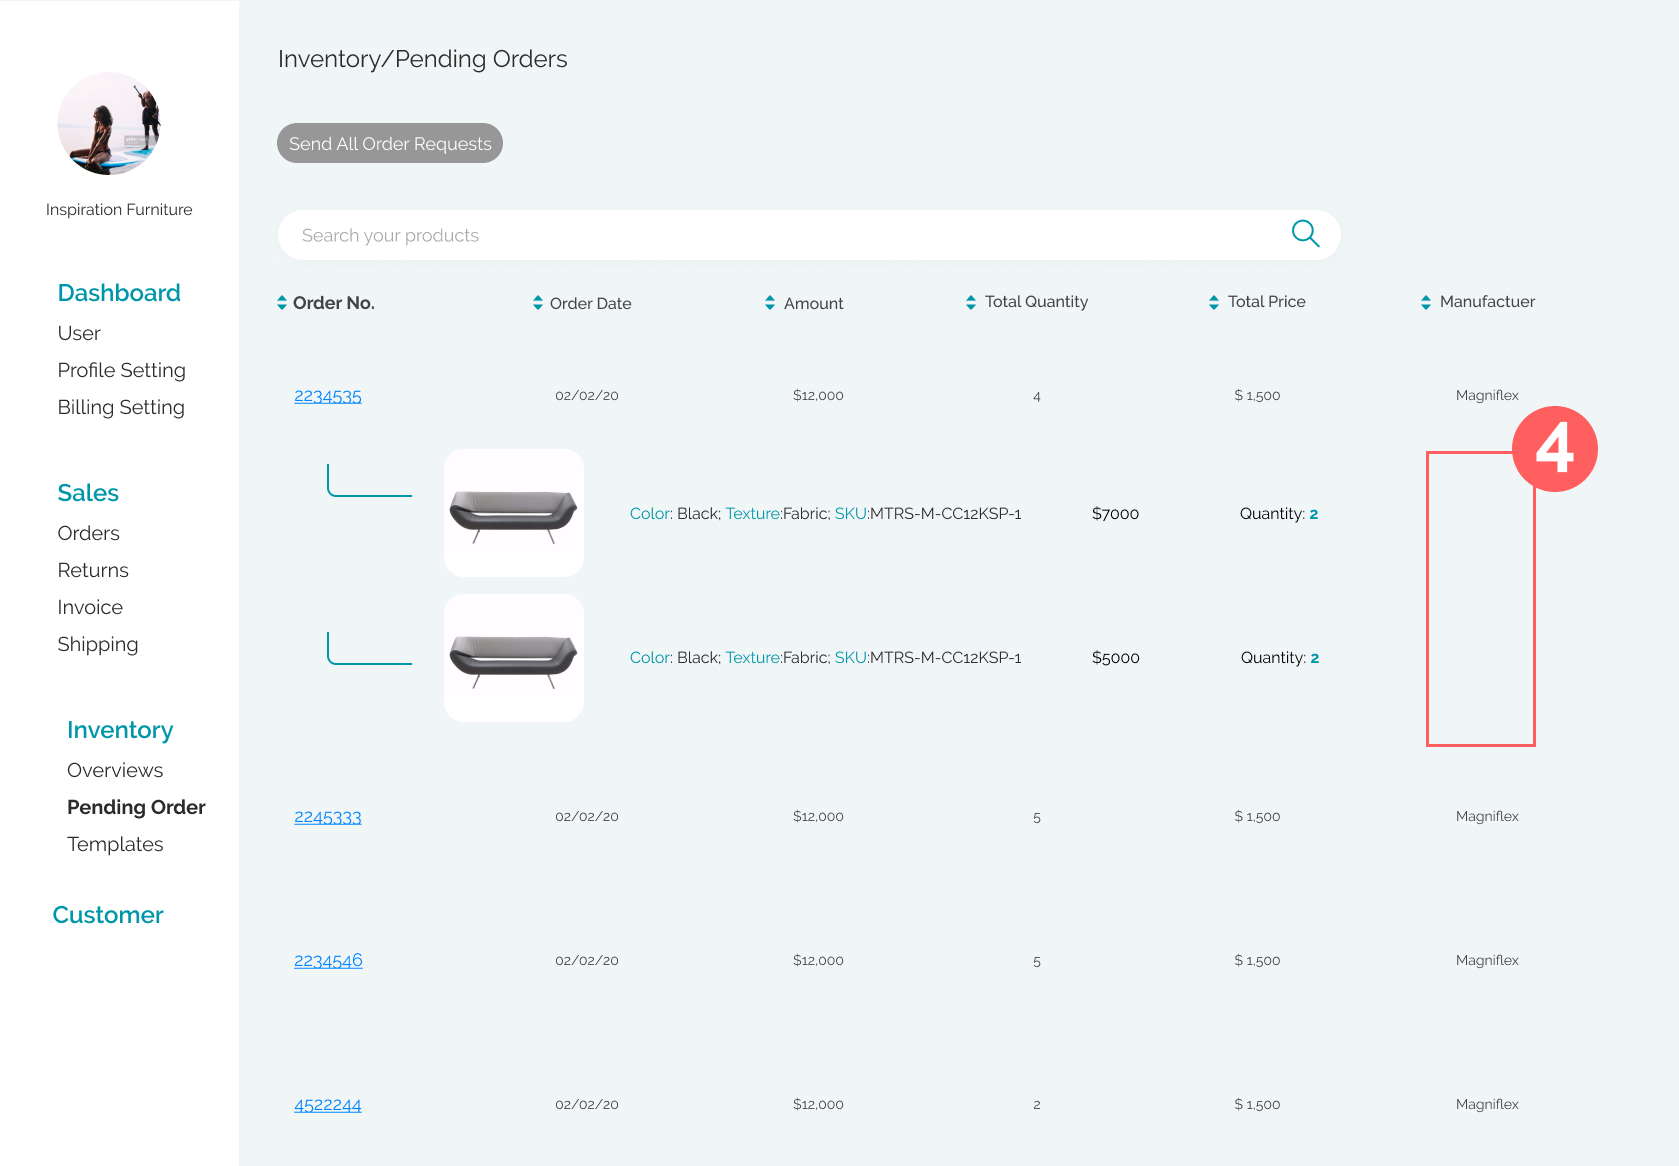 Inspiration Furniture
Dashboard
User
Profile Setting
Billing Setting
Sales
Orders
Returns
Invoice
Shipping
Inventory
Overviews
Pending Order
Templates
Customer
Inventory/Pending Orders
Send All Order Requests
Search your products
Order No. Order Date Amount Total Quantity Total Price Manufactuer
2234535 02/02/20 $12,000 4 $ 1,500 Magniflex
4
Color: Black; Texture:Fabric; SKU:MTRS-M-CC12KSP-1 $7000 Quantity: 2
Color: Black; Texture:Fabric; SKU:MTRS-M-CC12KSP-1 $5000 Quantity: 2
2245333 02/02/20 $12,000 5 $ 1,500 Magniflex
2234546 02/02/20 $12,000 5 $ 1,500 Magniflex
4522244 02/02/20 $12,000 2 $ 1,500 Magniflex